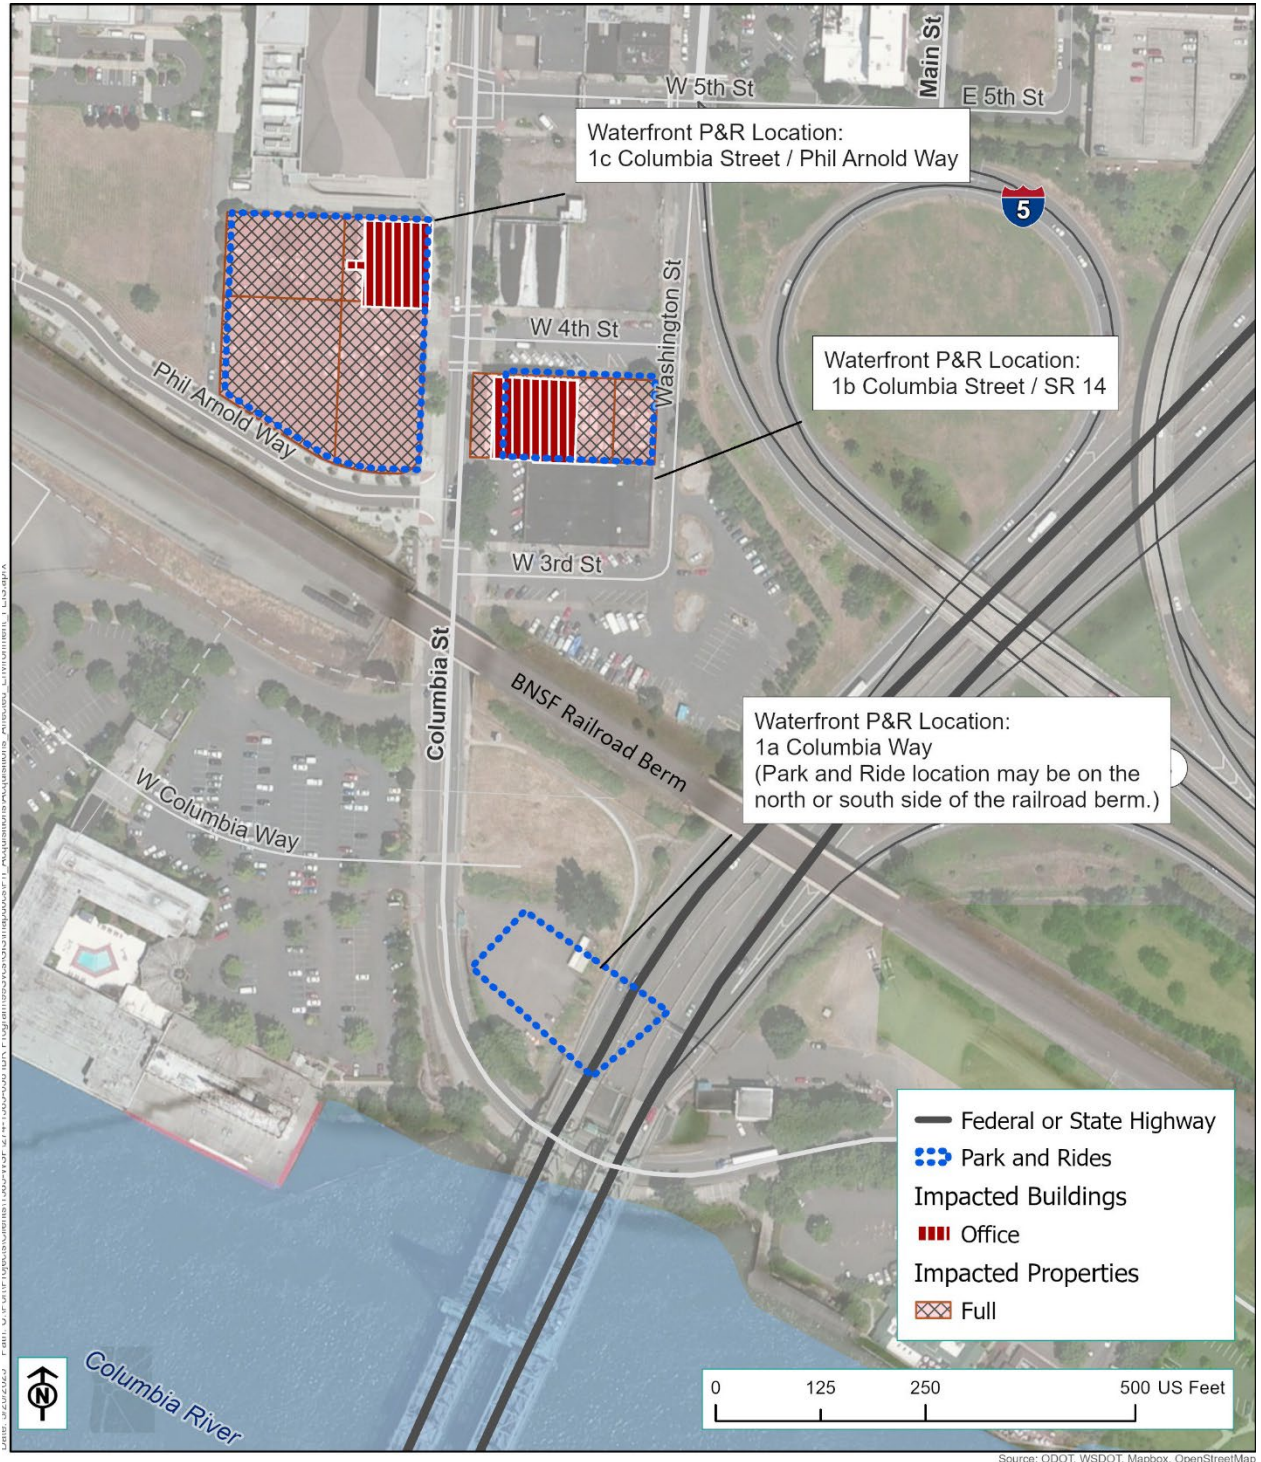 W 5th St
Main St
E 5th St
Waterfront P&R Location:
1c Columbia Street / Phil Arnold Way
5
Washington St
W 4th St
Waterfront P&R Location:
1b Columbia Street / SR 14
Phil Arnold Way
W 3rd St
Columbia St
BNSF Railroad Berm
Waterfront P&R Location:
1a Columbia Way
(Park and Ride location may be on the
north or south side of the railroad berm.)
W Columbia Way
Federal or State Highway
Park and Rides
Impacted Buildings
Office
Impacted Properties
Full
N
Columbia River
0 125 250 500 US Feet
Source: ODOT, WSDOT, Mapbox, OpenStreetMap